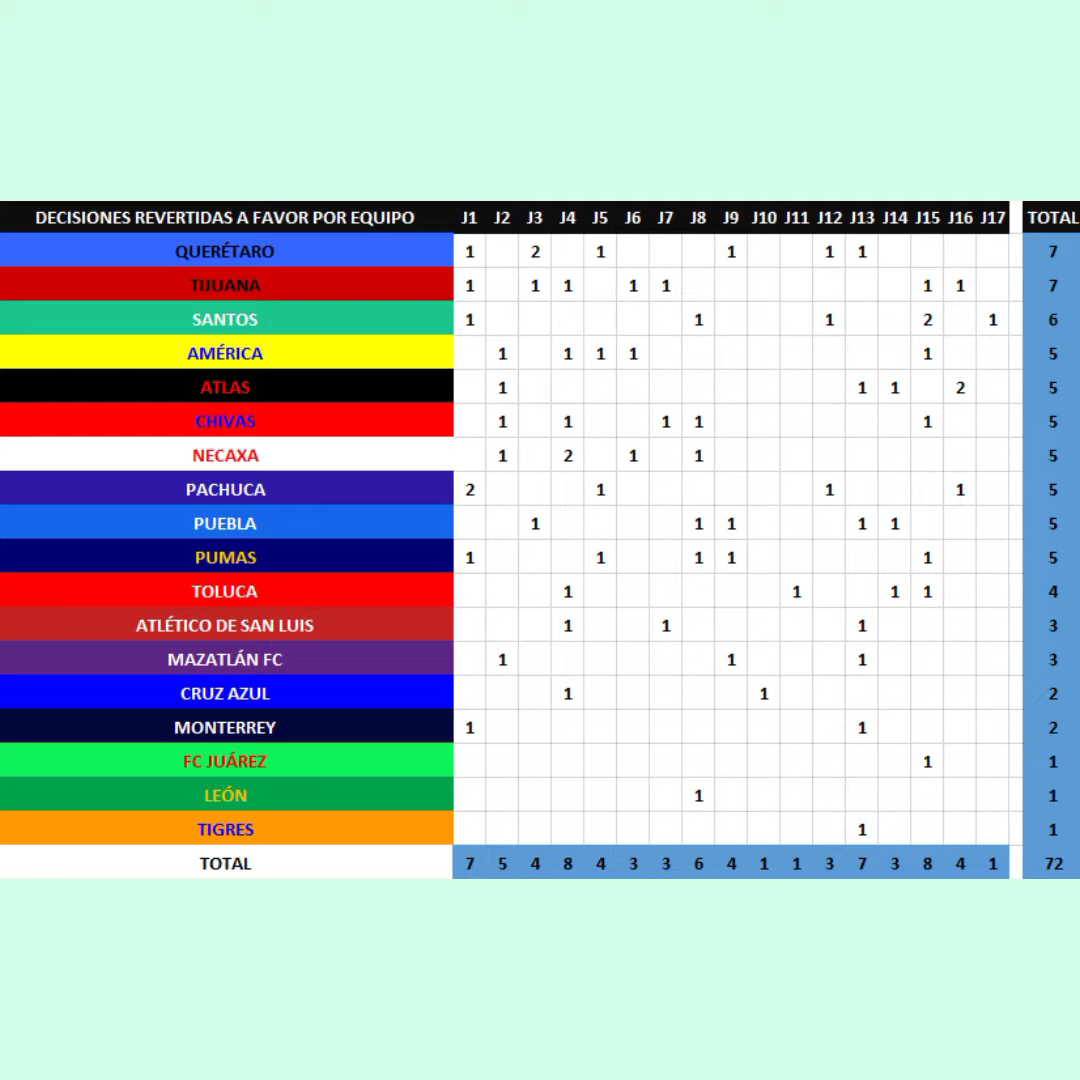 DECISIONES REVERTIDAS A FAVOR POR EQUIPO J1 J2 J3 J4 J5 J6 J7 J8 J9 J10 J11 J12 J13 J14 J15 J16 J17 TOTAL
QUERÉTARO 1 2 1 1 1 1 7
TIJUANA 1 1 1 1 1 1 1 7
SANTOS 1 1 1 2 1 6
AMÉRICA 1 1 1 1 1 5
ATLAS 1 1 1 2 5
CHIVAS 1 1 1 1 1 5
NECAXA 1 2 1 1 5
PACHUCA 2 1 1 1 5
PUEBLA 1 1 1 1 1 5
PUMAS 1 1 1 1 1 5
TOLUCA 1 1 1 1 4
ATLÉTICO DE SAN LUIS 1 1 1 3
MAZATLÁN FC 1 1 1 3
CRUZ AZUL 1 1 2
MONTERREY 1 1 2
FC JUÁREZ 1 1
LEÓN 1 1
TIGRES 1 1
TOTAL 7 5 4 8 4 3 3 6 4 1 1 3 7 3 8 4 1 72